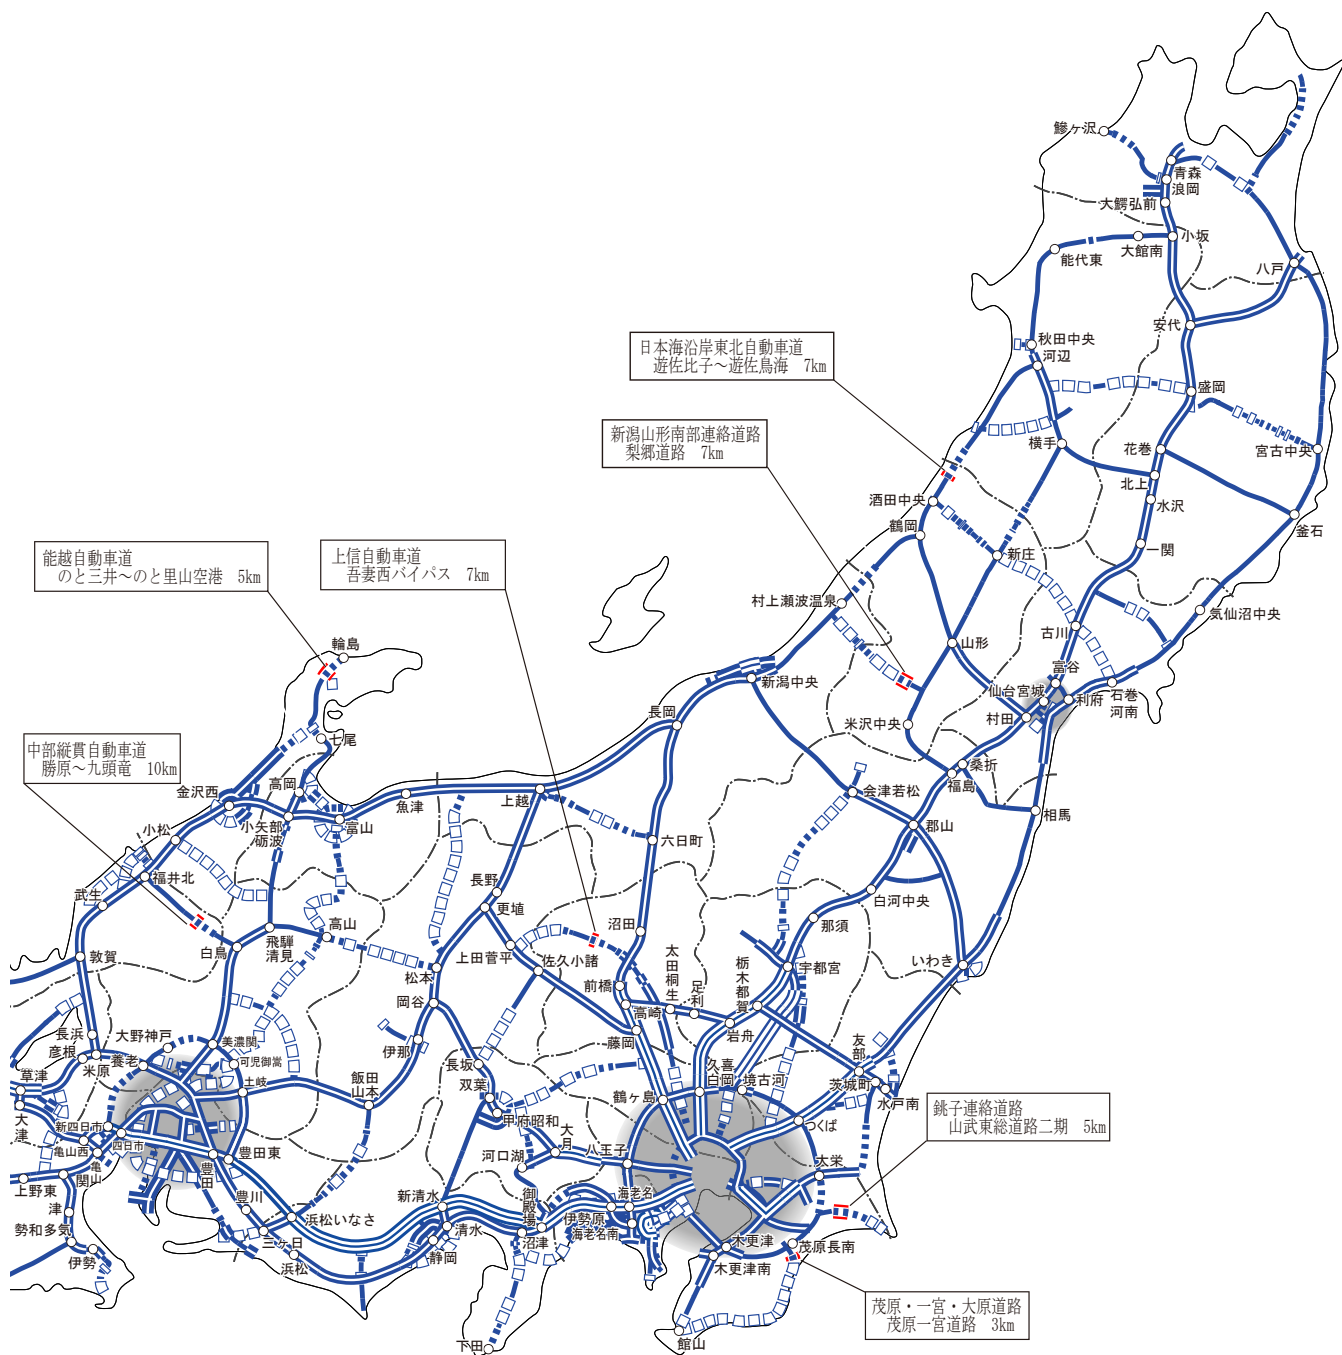 鰺ヶ沢
青森
浪岡
大鰐弘前
小坂
大館南
能代東
八戸
安代
秋田中央
河辺
盛岡
日本海沿岸東北自動車道
遊佐比子～遊佐鳥海 7km
新潟山形南部連絡道路
梨郷道路 7km
横手
花巻
宮古中央
北上
水沢
酒田中央
鶴岡
釜石
一関
新庄
能越自動車道
のと三井～のと里山空港 5km
上信自動車道
吾妻西バイパス 7km
村上瀬波温泉
気仙沼中央
古川
山形
輪島
富谷
新潟中央
仙台宮城
利府
石巻
河南
村田
長岡
米沢中央
七尾
中部縦貫自動車道
勝原～九頭竜 10km
桑折
福島
高岡
金沢西
魚津
上越
会津若松
相馬
小矢部
砺波
富山
郡山
小松
六日町
福井北
長野
白河中央
武生
更埴
那須
高山
飛騨
清見
白鳥
沼田
上田菅平
敦賀
松本
佐久小諸
太田桐生
栃木都賀
宇都宮
いわき
前橋
足利
岡谷
高崎
岩舟
長浜
大野神戸
美濃関
伊那
藤岡
友部
彦根
米原
養老
可児御嵩
長坂
久喜
白岡
境古河
茨城町
草津
土岐
飯田
山本
双葉
鶴ヶ島
水戸南
大津
新四日市
四日市
甲府昭和
大月
つくば
銚子連絡道路
山武東総道路二期 5km
亀山西
亀山
豊田
豊田東
河口湖
八王子
大栄
上野東
関
津
豊川
新清水
御殿場
海老名
勢和多気
浜松いなさ
清水
伊勢原
海老名南
伊勢
三ヶ日
浜松
静岡
沼津
木更津
茂原長南
木更津南
茂原・一宮・大原道路
茂原一宮道路 3km
下田
館山